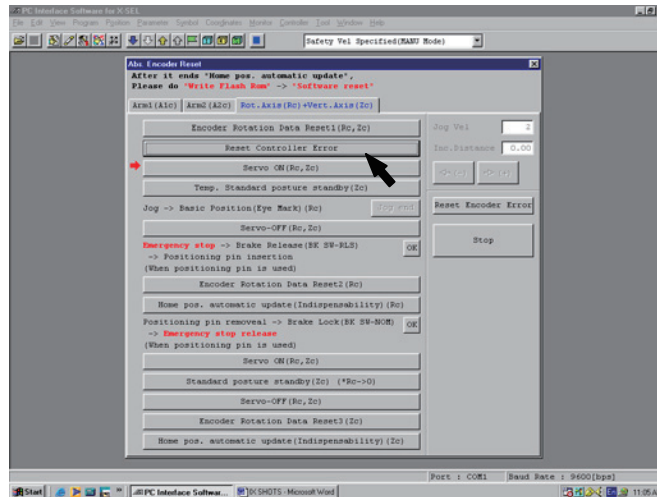 PC Interface Software for X-SEL
File Edit View Program Position Parameter Symbol Coordinates Monitor Controller Tool Window Help
Safety Vel Specified(MANU Mode)
Abs. Encoder Reset
After it ends "Home pos. automatic update",
Please do "Write Flash Rom" -> "Software reset"
Arm1(A1c) Arm2(A2c) Rot.Axis(Rc)+Vert.Axis(Zc)
Encoder Rotation Data Reset1(Rc,Zc)
Jog Vel 2
Reset Controller Error
Inc.Distance 0.00
Servo ON(Rc,Zc)
Temp. Standard posture standby(Zc)
Jog -> Basic Position(Eye Mark)(Rc) Jog end
Reset Encoder Error
Servo-OFF(Rc,Zc)
Stop
Emergency stop -> Brake Release(BK SW-RLS)
-> Positioning pin insertion
(When positioning pin is used)
OK
Encoder Rotation Data Reset2(Rc)
Home pos. automatic update(Indispensability)(Rc)
Positioning pin removeal -> Brake Lock(BK SW-NOM)
-> Emergency stop release
(When positioning pin is used)
OK
Servo ON(Rc,Zc)
Standard posture standby(Zc) (*Rc->0)
Servo-OFF(Rc,Zc)
Encoder Rotation Data Reset3(Zc)
Home pos. automatic update(Indispensability)(Zc)
Port : COM1 Baud Rate : 9600[bps]
Start
PC Interface Softwar...
IX SHOTS - Microsoft Word
11:05 A